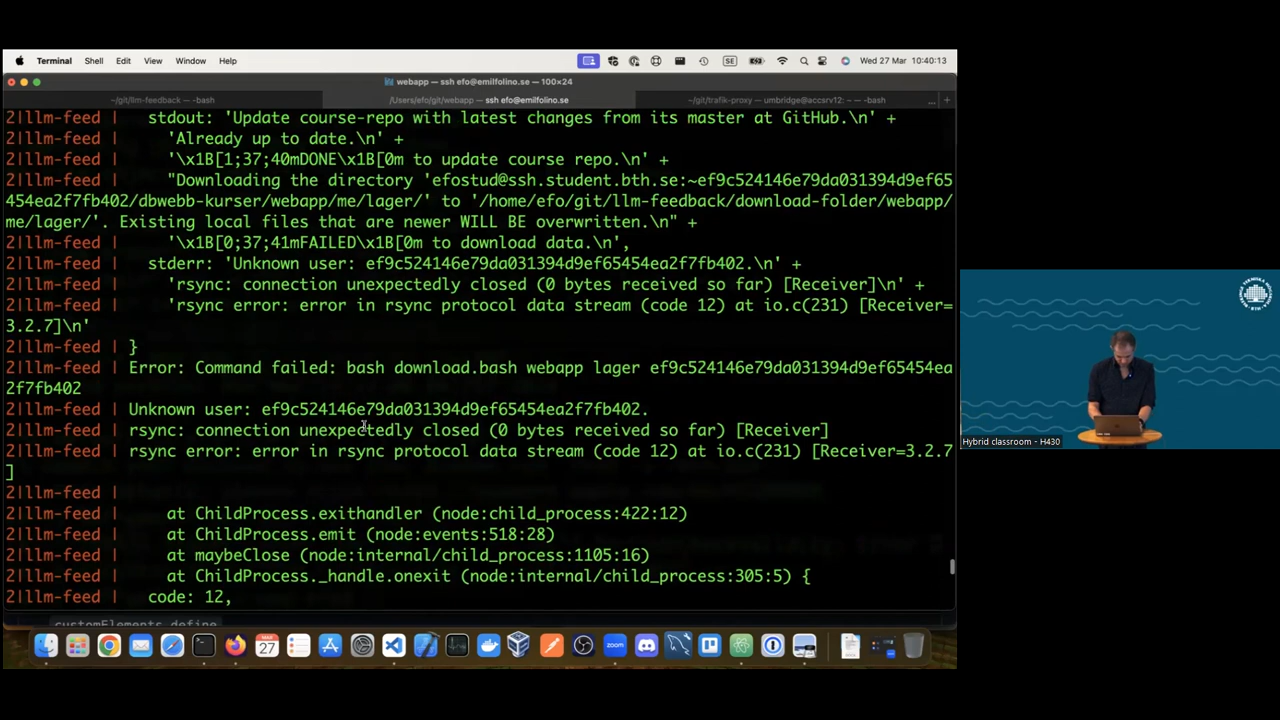 Terminal Shell Edit View Window Help SE Wed 27 Mar 10:40:13
webapp — ssh efo@emilfolino.se — 100×24
~/git/llm-feedback — -bash /Users/efo/git/webapp — ssh efo@emilfolino.se ~/git/trafik-proxy — umbridge@accsrv12: ~ — -bash ... +
2|llm-feed | stdout: 'Update course-repo with latest changes from its master at GitHub.\n' +
2|llm-feed | 'Already up to date.\n' +
2|llm-feed | '\x1B[1;37;40mDONE\x1B[0m to update course repo.\n' +
2|llm-feed | "Downloading the directory 'efostud@ssh.student.bth.se:~ef9c524146e79da031394d9ef65
454ea2f7fb402/dbwebb-kurser/webapp/me/lager/' to '/home/efo/git/llm-feedback/download-folder/webapp/
me/lager/'. Existing local files that are newer WILL BE overwritten.\n" +
2|llm-feed | '\x1B[0;37;41mFAILED\x1B[0m to download data.\n',
2|llm-feed | stderr: 'Unknown user: ef9c524146e79da031394d9ef65454ea2f7fb402.\n' +
2|llm-feed | 'rsync: connection unexpectedly closed (0 bytes received so far) [Receiver]\n' +
2|llm-feed | 'rsync error: error in rsync protocol data stream (code 12) at io.c(231) [Receiver=
3.2.7]\n'
2|llm-feed | }
2|llm-feed | Error: Command failed: bash download.bash webapp lager ef9c524146e79da031394d9ef65454ea
2f7fb402
2|llm-feed | Unknown user: ef9c524146e79da031394d9ef65454ea2f7fb402.
2|llm-feed | rsync: connection unexpectedly closed (0 bytes received so far) [Receiver]
2|llm-feed | rsync error: error in rsync protocol data stream (code 12) at io.c(231) [Receiver=3.2.7
]
2|llm-feed |
2|llm-feed | at ChildProcess.exithandler (node:child_process:422:12)
2|llm-feed | at ChildProcess.emit (node:events:518:28)
2|llm-feed | at maybeClose (node:internal/child_process:1105:16)
2|llm-feed | at ChildProcess._handle.onexit (node:internal/child_process:305:5) {
2|llm-feed | code: 12,
customElements.define
MAR
27
zoom
Hybrid classroom - H430